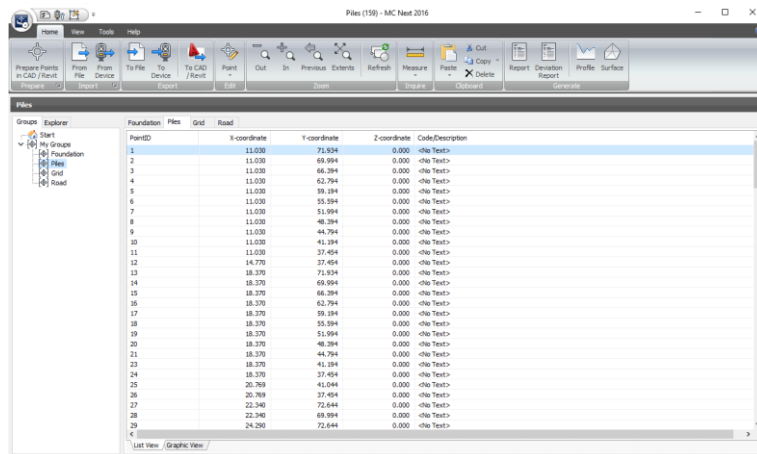 Piles (159) - MC Next 2016
Home View Tools Help
Prepare Points in CAD / Revit
From File
From Device
To File
To Device
To CAD / Revit
Point
Out
In
Previous
Extents
Refresh
Measure
Paste
Cut
Copy
Delete
Report
Deviation Report
Profile
Surface
Prepare Import Export Edit Zoom Inquire Clipboard Generate
Piles
Groups Explorer
Start
My Groups
Foundation
Piles
Grid
Road
Foundation Piles Grid Road
PointID X-coordinate Y-coordinate Z-coordinate Code/Description
1 11.030 71.934 0.000 <No Text>
2 11.030 69.994 0.000 <No Text>
3 11.030 66.394 0.000 <No Text>
4 11.030 62.794 0.000 <No Text>
5 11.030 59.194 0.000 <No Text>
6 11.030 55.594 0.000 <No Text>
7 11.030 51.994 0.000 <No Text>
8 11.030 48.394 0.000 <No Text>
9 11.030 44.794 0.000 <No Text>
10 11.030 41.194 0.000 <No Text>
11 11.030 37.454 0.000 <No Text>
12 14.770 37.454 0.000 <No Text>
13 18.370 71.934 0.000 <No Text>
14 18.370 69.994 0.000 <No Text>
15 18.370 66.394 0.000 <No Text>
16 18.370 62.794 0.000 <No Text>
17 18.370 59.194 0.000 <No Text>
18 18.370 55.594 0.000 <No Text>
19 18.370 51.994 0.000 <No Text>
20 18.370 48.394 0.000 <No Text>
21 18.370 44.794 0.000 <No Text>
23 18.370 41.194 0.000 <No Text>
24 18.370 37.454 0.000 <No Text>
25 20.769 41.044 0.000 <No Text>
26 20.769 37.454 0.000 <No Text>
27 22.340 72.644 0.000 <No Text>
28 22.340 69.994 0.000 <No Text>
29 24.290 72.644 0.000 <No Text>
List View Graphic View